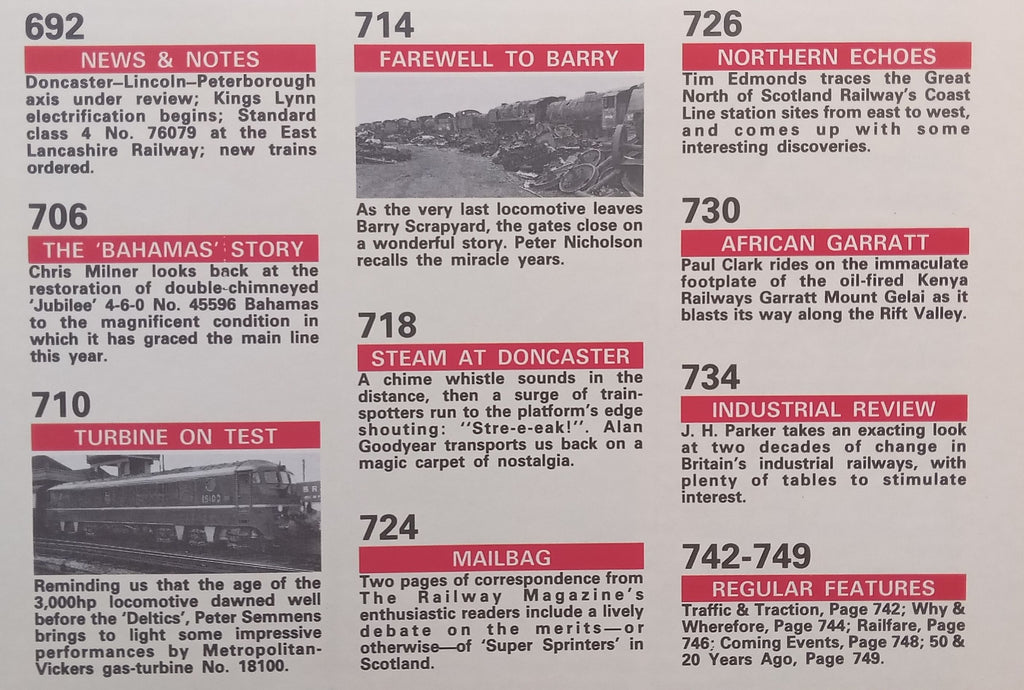 692
NEWS & NOTES
Doncaster–Lincoln–Peterborough
axis under review; Kings Lynn
electrification begins; Standard
class 4 No. 76079 at the East
Lancashire Railway; new trains
ordered.
706
THE 'BAHAMAS' STORY
Chris Milner looks back at the
restoration of double-chimneyed
'Jubilee' 4-6-0 No. 45596 Bahamas
to the magnificent condition in
which it has graced the main line
this year.
710
TURBINE ON TEST
18100
Reminding us that the age of the
3,000hp locomotive dawned well
before the 'Deltics', Peter Semmens
brings to light some impressive
performances by Metropolitan-
Vickers gas-turbine No. 18100.
714
FAREWELL TO BARRY
As the very last locomotive leaves
Barry Scrapyard, the gates close on
a wonderful story. Peter Nicholson
recalls the miracle years.
718
STEAM AT DONCASTER
A chime whistle sounds in the
distance, then a surge of train-
spotters run to the platform's edge
shouting: "Stre-e-eak!". Alan
Goodyear transports us back on a
magic carpet of nostalgia.
724
MAILBAG
Two pages of correspondence from
The Railway Magazine's
enthusiastic readers include a lively
debate on the merits—or
otherwise—of 'Super Sprinters' in
Scotland.
726
NORTHERN ECHOES
Tim Edmonds traces the Great
North of Scotland Railway's Coast
Line station sites from east to west,
and comes up with some
interesting discoveries.
730
AFRICAN GARRATT
Paul Clark rides on the immaculate
footplate of the oil-fired Kenya
Railways Garratt Mount Gelai as it
blasts its way along the Rift Valley.
734
INDUSTRIAL REVIEW
J. H. Parker takes an exacting look
at two decades of change in
Britain's industrial railways, with
plenty of tables to stimulate
interest.
742-749
REGULAR FEATURES
Traffic & Traction, Page 742; Why &
Wherefore, Page 744; Railfare, Page
746; Coming Events, Page 748; 50 &
20 Years Ago, Page 749.